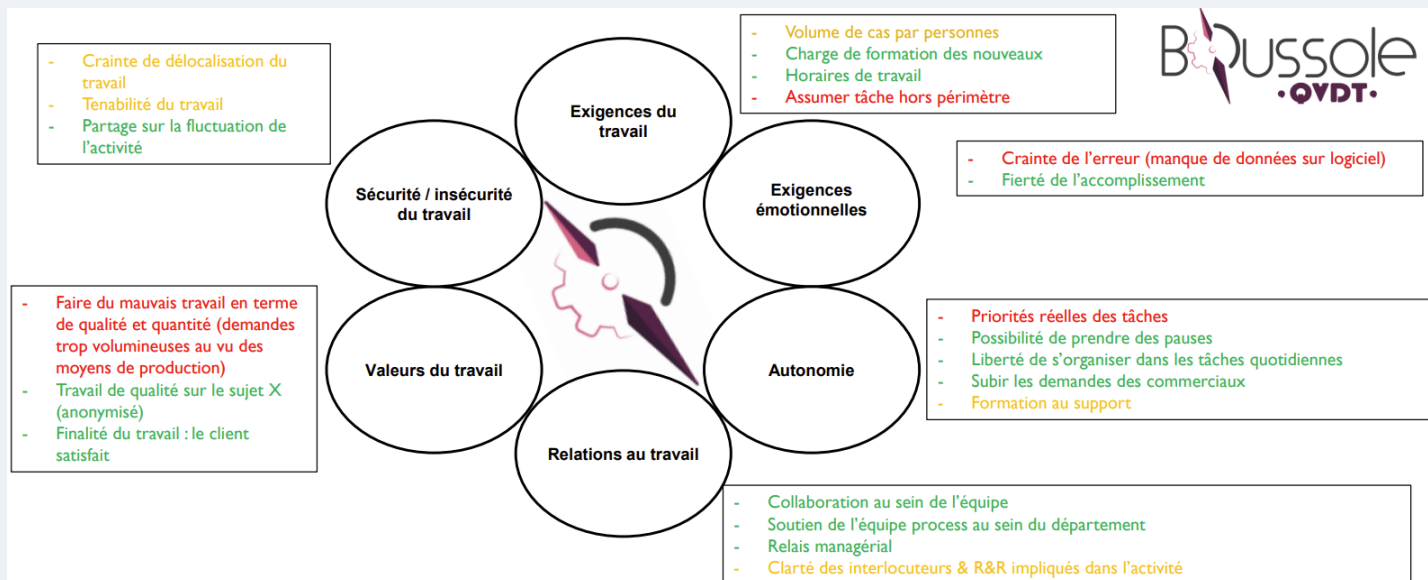 - Crainte de délocalisation du
travail
- Tenabilité du travail
- Partage sur la fluctuation de
l'activité
Exigences du
travail
- Volume de cas par personnes
- Charge de formation des nouveaux
- Horaires de travail
- Assumer tâche hors périmètre
BOussole
•QVDT•
Sécurité / insécurité
du travail
Exigences
émotionnelles
- Crainte de l'erreur (manque de données sur logiciel)
- Fierté de l'accomplissement
- Faire du mauvais travail en terme
de qualité et quantité (demandes
trop volumineuses au vu des
moyens de production)
- Travail de qualité sur le sujet X
(anonymisé)
- Finalité du travail : le client
satisfait
Valeurs du travail
Autonomie
- Priorités réelles des tâches
- Possibilité de prendre des pauses
- Liberté de s'organiser dans les tâches quotidiennes
- Subir les demandes des commerciaux
- Formation au support
Relations au travail
- Collaboration au sein de l'équipe
- Soutien de l'équipe process au sein du département
- Relais managérial
- Clarté des interlocuteurs & R&R impliqués dans l'activité